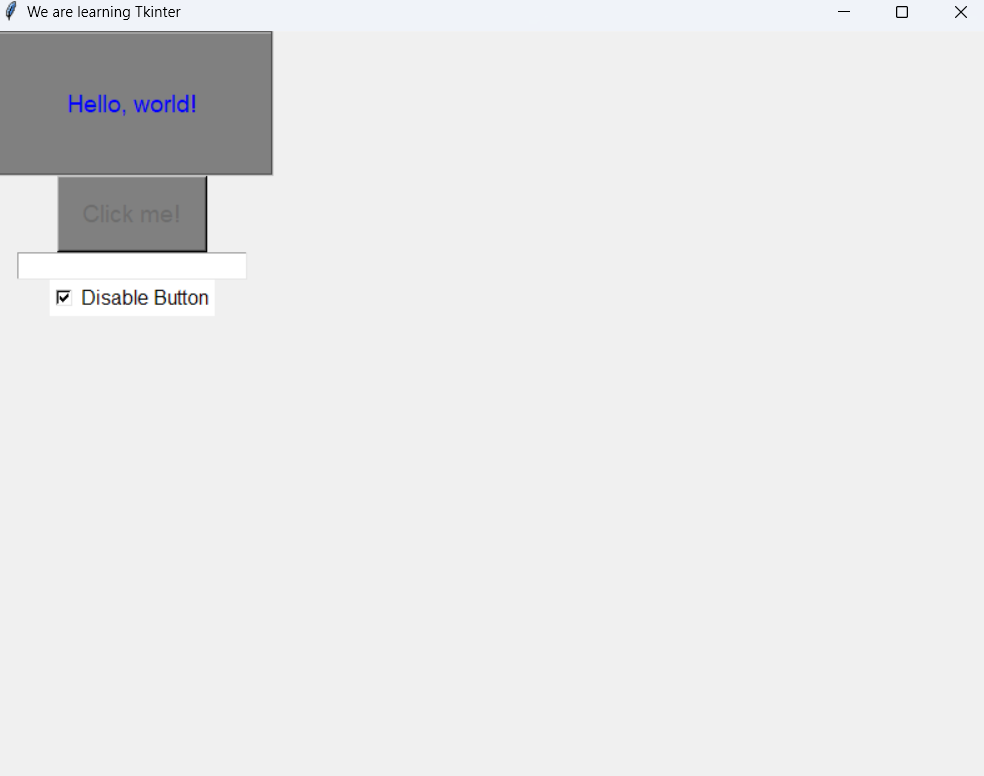 We are learning Tkinter
Hello, world!
Click me!
Disable Button